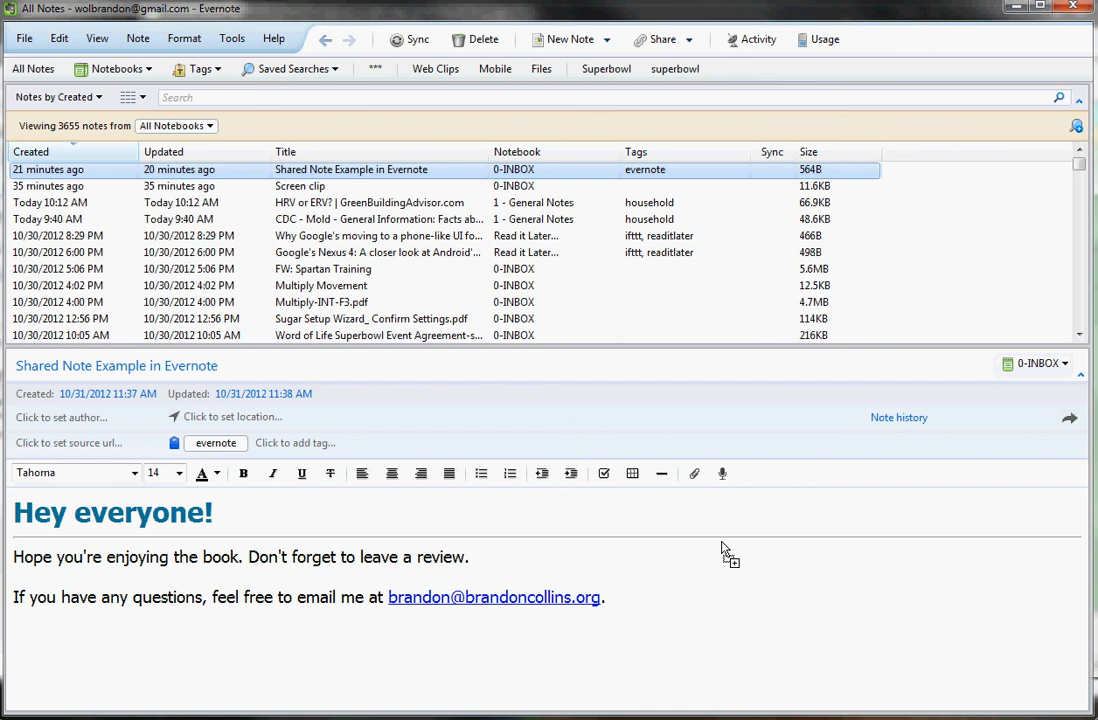 All Notes - wolbrandon@gmail.com - Evernote
File Edit View Note Format Tools Help Sync Delete New Note Share Activity Usage
All Notes Notebooks Tags Saved Searches *** Web Clips Mobile Files Superbowl superbowl
Notes by Created Search
Viewing 3655 notes from All Notebooks
Created Updated Title Notebook Tags Sync Size
21 minutes ago 20 minutes ago Shared Note Example in Evernote 0-INBOX evernote 564B
35 minutes ago 35 minutes ago Screen clip 0-INBOX 11.6KB
Today 10:12 AM Today 10:12 AM HRV or ERV? | GreenBuildingAdvisor.com 1 - General Notes household 66.9KB
Today 9:40 AM Today 9:40 AM CDC - Mold - General Information: Facts ab... 1 - General Notes household 48.6KB
10/30/2012 8:29 PM 10/30/2012 8:29 PM Why Google's moving to a phone-like UI fo... Read it Later... ifttt, readitlater 466B
10/30/2012 6:00 PM 10/30/2012 6:00 PM Google's Nexus 4: A closer look at Android'... Read it Later... ifttt, readitlater 498B
10/30/2012 5:06 PM 10/30/2012 5:06 PM FW: Spartan Training 0-INBOX 5.6MB
10/30/2012 4:02 PM 10/30/2012 4:02 PM Multiply Movement 0-INBOX 12.5KB
10/30/2012 4:00 PM 10/30/2012 4:00 PM Multiply-INT-F3.pdf 0-INBOX 4.7MB
10/30/2012 12:56 PM 10/30/2012 12:56 PM Sugar Setup Wizard_ Confirm Settings.pdf 0-INBOX 114KB
10/30/2012 10:05 AM 10/30/2012 10:05 AM Word of Life Superbowl Event Agreement-s... 0-INBOX 216KB
Shared Note Example in Evernote 0-INBOX
Created: 10/31/2012 11:37 AM Updated: 10/31/2012 11:38 AM
Click to set author... Click to set location... Note history
Click to set source url... evernote Click to add tag...
Tahoma 14 A B I U T
Hey everyone!
Hope you're enjoying the book. Don't forget to leave a review.
If you have any questions, feel free to email me at brandon@brandoncollins.org.